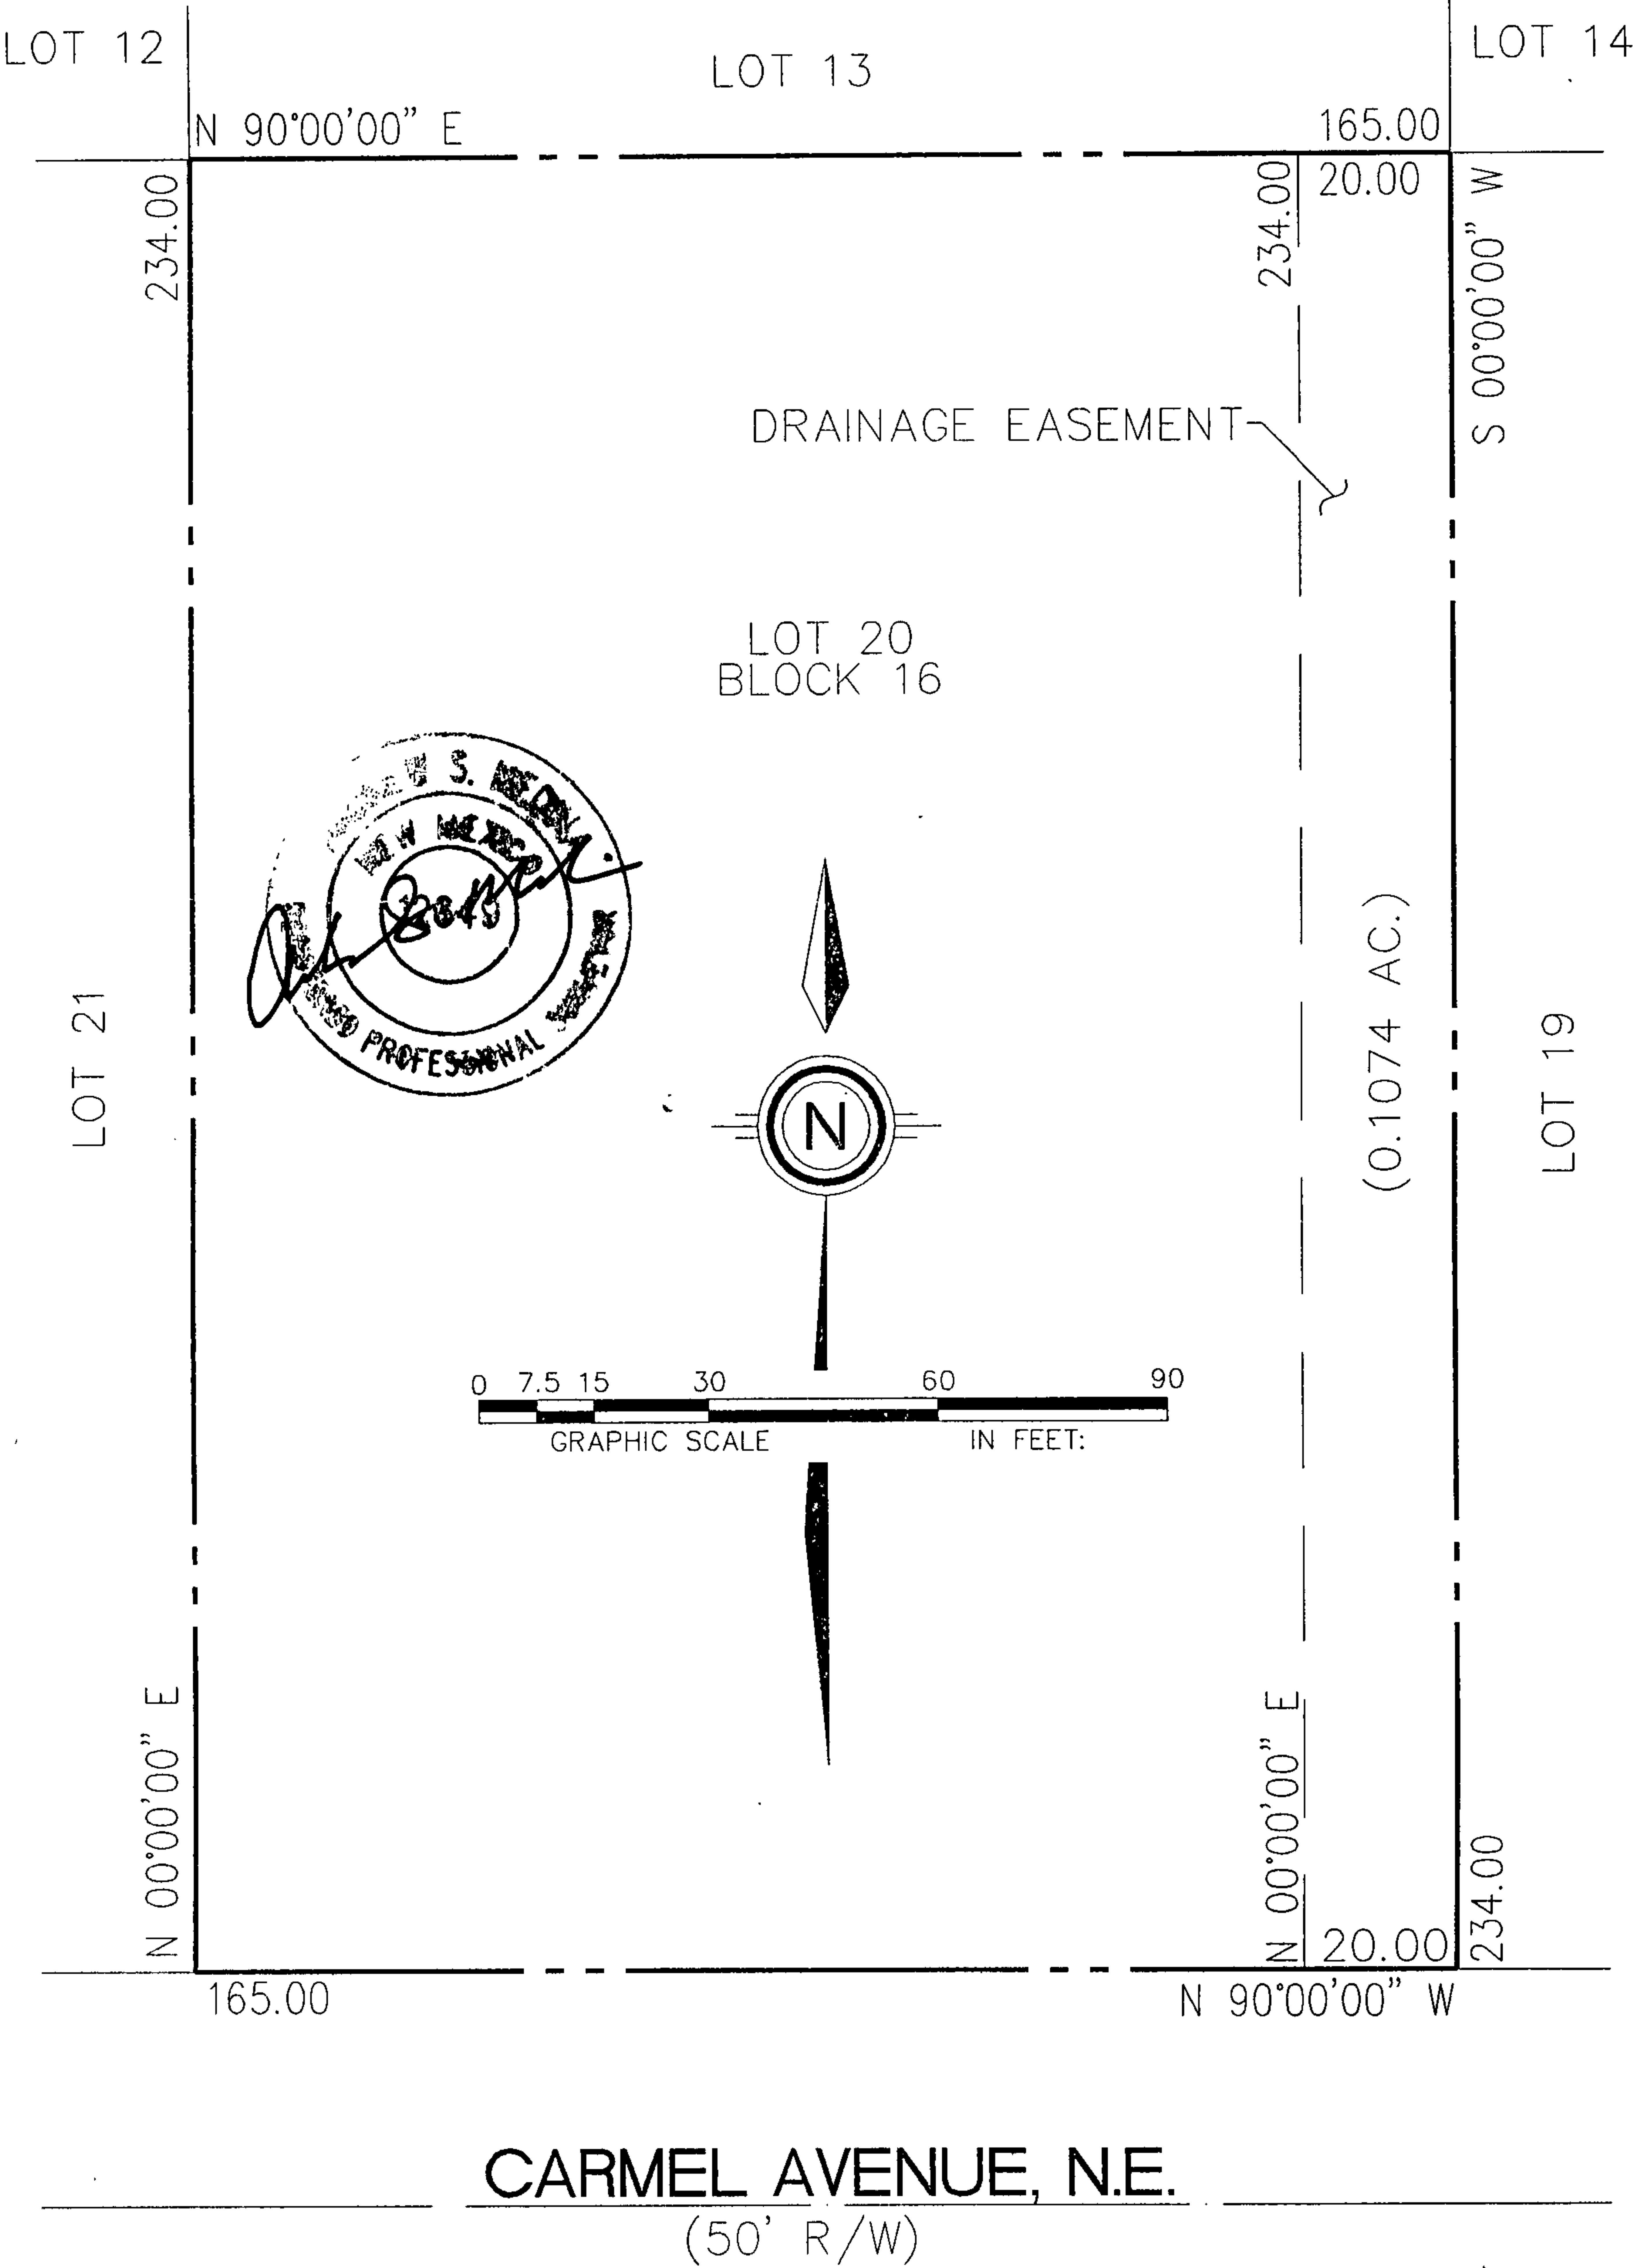 LOT 12
LOT 13
LOT 14
N 90°00'00" E
165.00
234.00
234.00
20.00
S 00°00'00" W
DRAINAGE EASEMENT
LOT 20
BLOCK 16
S.
NEW MEXICO
PROFESSIONAL
(0.1074 AC.)
LOT 21
LOT 19
N
0 7.5 15 30 60 90
GRAPHIC SCALE IN FEET:
N 00°00'00" E
N 00°00'00" E
20.00
234.00
165.00
N 90°00'00" W
CARMEL AVENUE, N.E.
(50' R/W)